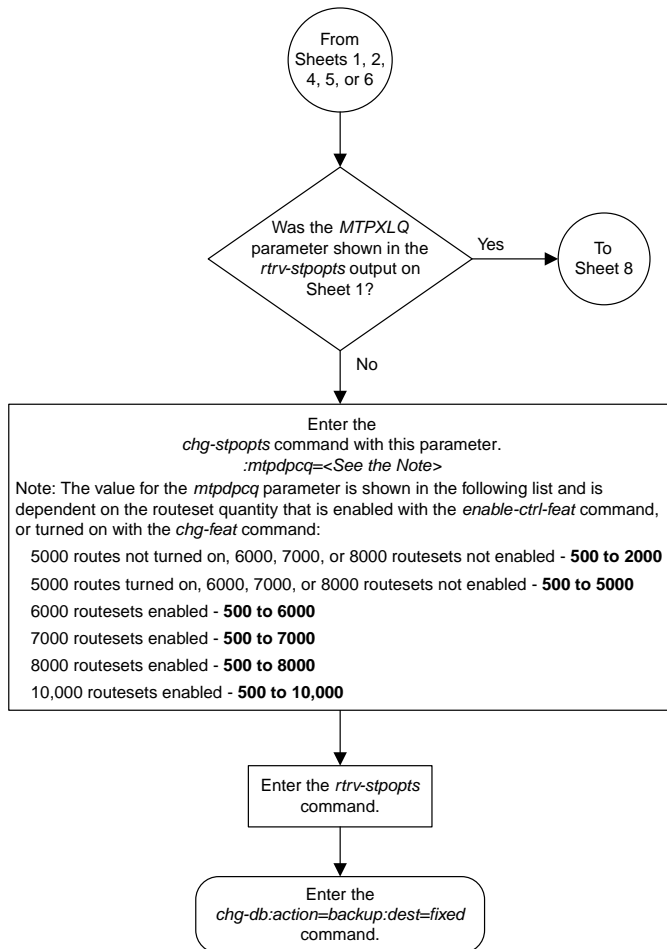 From
Sheets 1, 2,
4, 5, or 6
Was the MTPXLQ
parameter shown in the
rtrv-stpopts output on
Sheet 1?
Yes
To
Sheet 8
No
Enter the
chg-stpopts command with this parameter.
:mtpdpcq=<See the Note>
Note: The value for the mtpdpcq parameter is shown in the following list and is
dependent on the routeset quantity that is enabled with the enable-ctrl-feat command,
or turned on with the chg-feat command:
5000 routes not turned on, 6000, 7000, or 8000 routesets not enabled - 500 to 2000
5000 routes turned on, 6000, 7000, or 8000 routesets not enabled - 500 to 5000
6000 routesets enabled - 500 to 6000
7000 routesets enabled - 500 to 7000
8000 routesets enabled - 500 to 8000
10,000 routesets enabled - 500 to 10,000
Enter the rtrv-stpopts
command.
Enter the
chg-db:action=backup:dest=fixed
command.